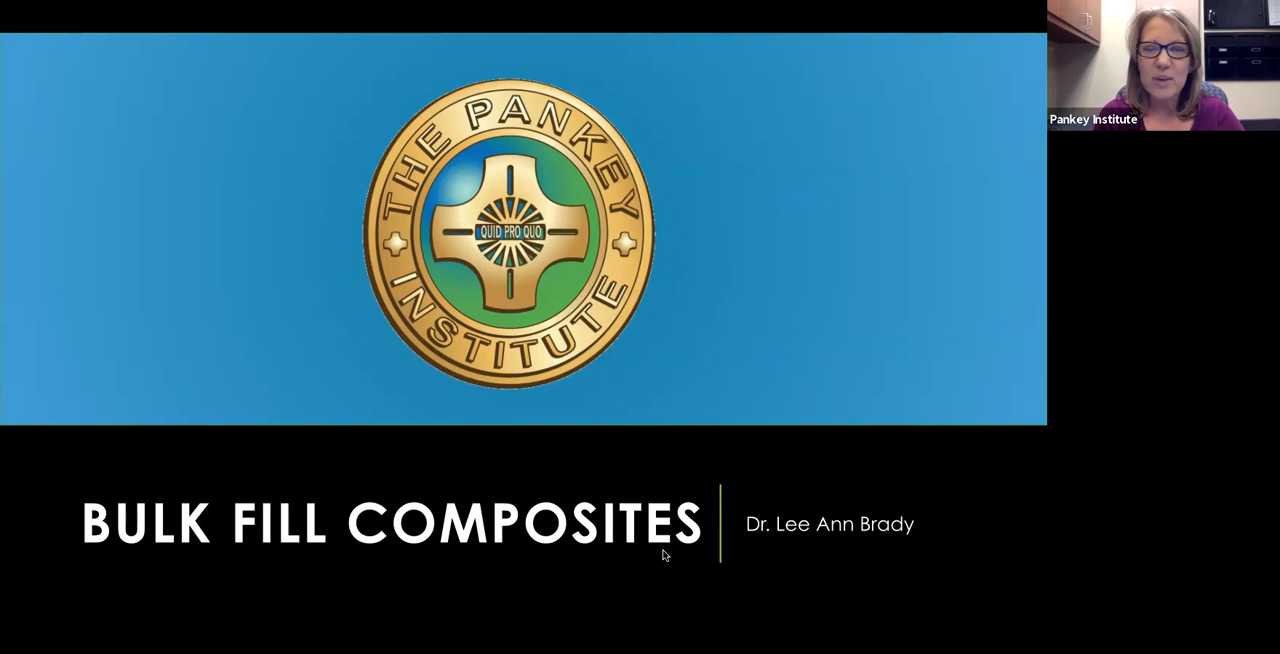 THE PANKEY
QUID PRO QUO
INSTITUTE
Pankey Institute
BULK FILL COMPOSITES
Dr. Lee Ann Brady